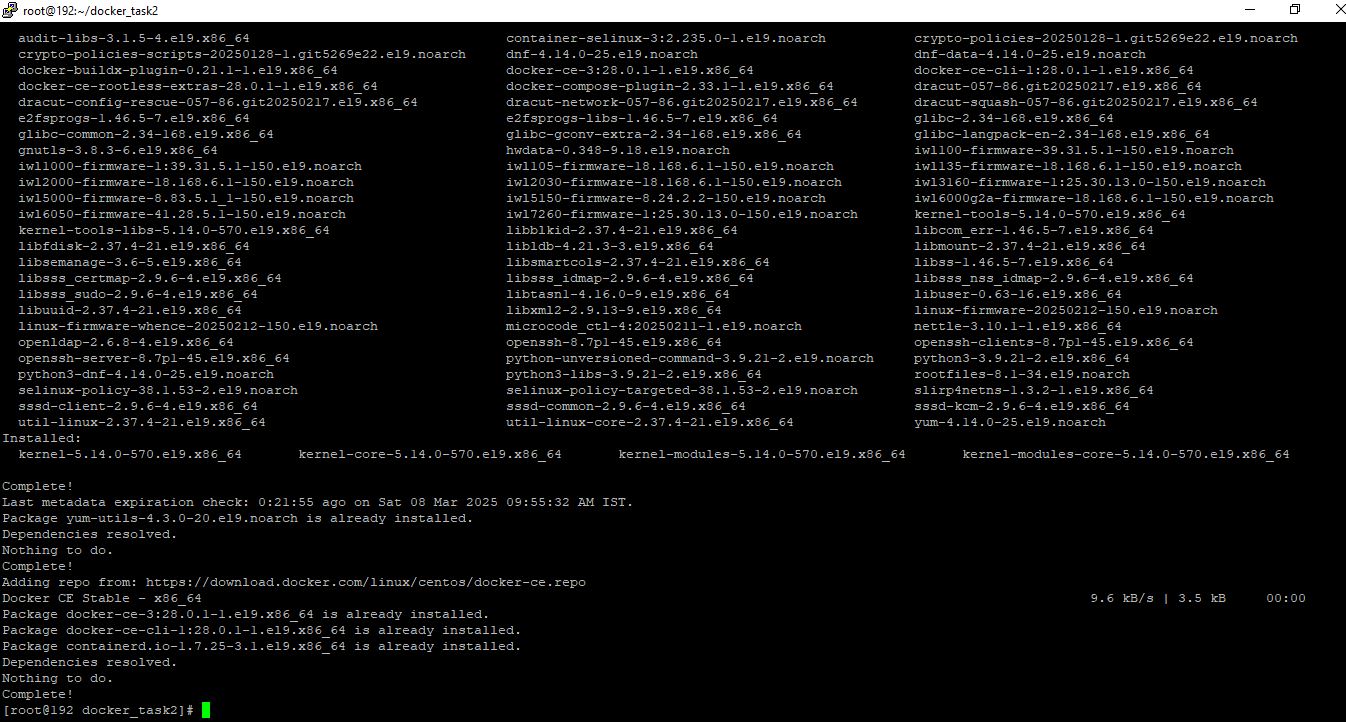 root@192:~/docker_task2
audit-libs-3.1.5-4.el9.x86_64 container-selinux-3:2.235.0-1.el9.noarch crypto-policies-20250128-1.git5269e22.el9.noarch
crypto-policies-scripts-20250128-1.git5269e22.el9.noarch dnf-4.14.0-25.el9.noarch dnf-data-4.14.0-25.el9.noarch
docker-buildx-plugin-0.21.1-1.el9.x86_64 docker-ce-3:28.0.1-1.el9.x86_64 docker-ce-cli-1:28.0.1-1.el9.x86_64
docker-ce-rootless-extras-28.0.1-1.el9.x86_64 docker-compose-plugin-2.33.1-1.el9.x86_64 dracut-057-86.git20250217.el9.x86_64
dracut-config-rescue-057-86.git20250217.el9.x86_64 dracut-network-057-86.git20250217.el9.x86_64 dracut-squash-057-86.git20250217.el9.x86_64
e2fsprogs-1.46.5-7.el9.x86_64 e2fsprogs-libs-1.46.5-7.el9.x86_64 glibc-2.34-168.el9.x86_64
glibc-common-2.34-168.el9.x86_64 glibc-gconv-extra-2.34-168.el9.x86_64 glibc-langpack-en-2.34-168.el9.x86_64
gnutls-3.8.3-6.el9.x86_64 hwdata-0.348-9.18.el9.noarch iwl100-firmware-39.31.5.1-150.el9.noarch
iwl1000-firmware-1:39.31.5.1-150.el9.noarch iwl105-firmware-18.168.6.1-150.el9.noarch iwl135-firmware-18.168.6.1-150.el9.noarch
iwl2000-firmware-18.168.6.1-150.el9.noarch iwl2030-firmware-18.168.6.1-150.el9.noarch iwl3160-firmware-1:25.30.13.0-150.el9.noarch
iwl5000-firmware-8.83.5.1_1-150.el9.noarch iwl5150-firmware-8.24.2.2-150.el9.noarch iwl6000g2a-firmware-18.168.6.1-150.el9.noarch
iwl6050-firmware-41.28.5.1-150.el9.noarch iwl7260-firmware-1:25.30.13.0-150.el9.noarch kernel-tools-5.14.0-570.el9.x86_64
kernel-tools-libs-5.14.0-570.el9.x86_64 libblkid-2.37.4-21.el9.x86_64 libcom_err-1.46.5-7.el9.x86_64
libfdisk-2.37.4-21.el9.x86_64 libldb-4.21.3-3.el9.x86_64 libmount-2.37.4-21.el9.x86_64
libsemanage-3.6-5.el9.x86_64 libsmartcols-2.37.4-21.el9.x86_64 libss-1.46.5-7.el9.x86_64
libsss_certmap-2.9.6-4.el9.x86_64 libsss_idmap-2.9.6-4.el9.x86_64 libsss_nss_idmap-2.9.6-4.el9.x86_64
libsss_sudo-2.9.6-4.el9.x86_64 libtasn1-4.16.0-9.el9.x86_64 libuser-0.63-16.el9.x86_64
libuuid-2.37.4-21.el9.x86_64 libxml2-2.9.13-9.el9.x86_64 linux-firmware-20250212-150.el9.noarch
linux-firmware-whence-20250212-150.el9.noarch microcode_ctl-4:20250211-1.el9.noarch nettle-3.10.1-1.el9.x86_64
openldap-2.6.8-4.el9.x86_64 openssh-8.7p1-45.el9.x86_64 openssh-clients-8.7p1-45.el9.x86_64
openssh-server-8.7p1-45.el9.x86_64 python-unversioned-command-3.9.21-2.el9.noarch python3-3.9.21-2.el9.x86_64
python3-dnf-4.14.0-25.el9.noarch python3-libs-3.9.21-2.el9.x86_64 rootfiles-8.1-34.el9.noarch
selinux-policy-38.1.53-2.el9.noarch selinux-policy-targeted-38.1.53-2.el9.noarch slirp4netns-1.3.2-1.el9.x86_64
sssd-client-2.9.6-4.el9.x86_64 sssd-common-2.9.6-4.el9.x86_64 sssd-kcm-2.9.6-4.el9.x86_64
util-linux-2.37.4-21.el9.x86_64 util-linux-core-2.37.4-21.el9.x86_64 yum-4.14.0-25.el9.noarch
Installed:
kernel-5.14.0-570.el9.x86_64 kernel-core-5.14.0-570.el9.x86_64 kernel-modules-5.14.0-570.el9.x86_64 kernel-modules-core-5.14.0-570.el9.x86_64
Complete!
Last metadata expiration check: 0:21:55 ago on Sat 08 Mar 2025 09:55:32 AM IST.
Package yum-utils-4.3.0-20.el9.noarch is already installed.
Dependencies resolved.
Nothing to do.
Complete!
Adding repo from: https://download.docker.com/linux/centos/docker-ce.repo
Docker CE Stable - x86_64 9.6 kB/s | 3.5 kB 00:00
Package docker-ce-3:28.0.1-1.el9.x86_64 is already installed.
Package docker-ce-cli-1:28.0.1-1.el9.x86_64 is already installed.
Package containerd.io-1.7.25-3.1.el9.x86_64 is already installed.
Dependencies resolved.
Nothing to do.
Complete!
[root@192 docker_task2]#